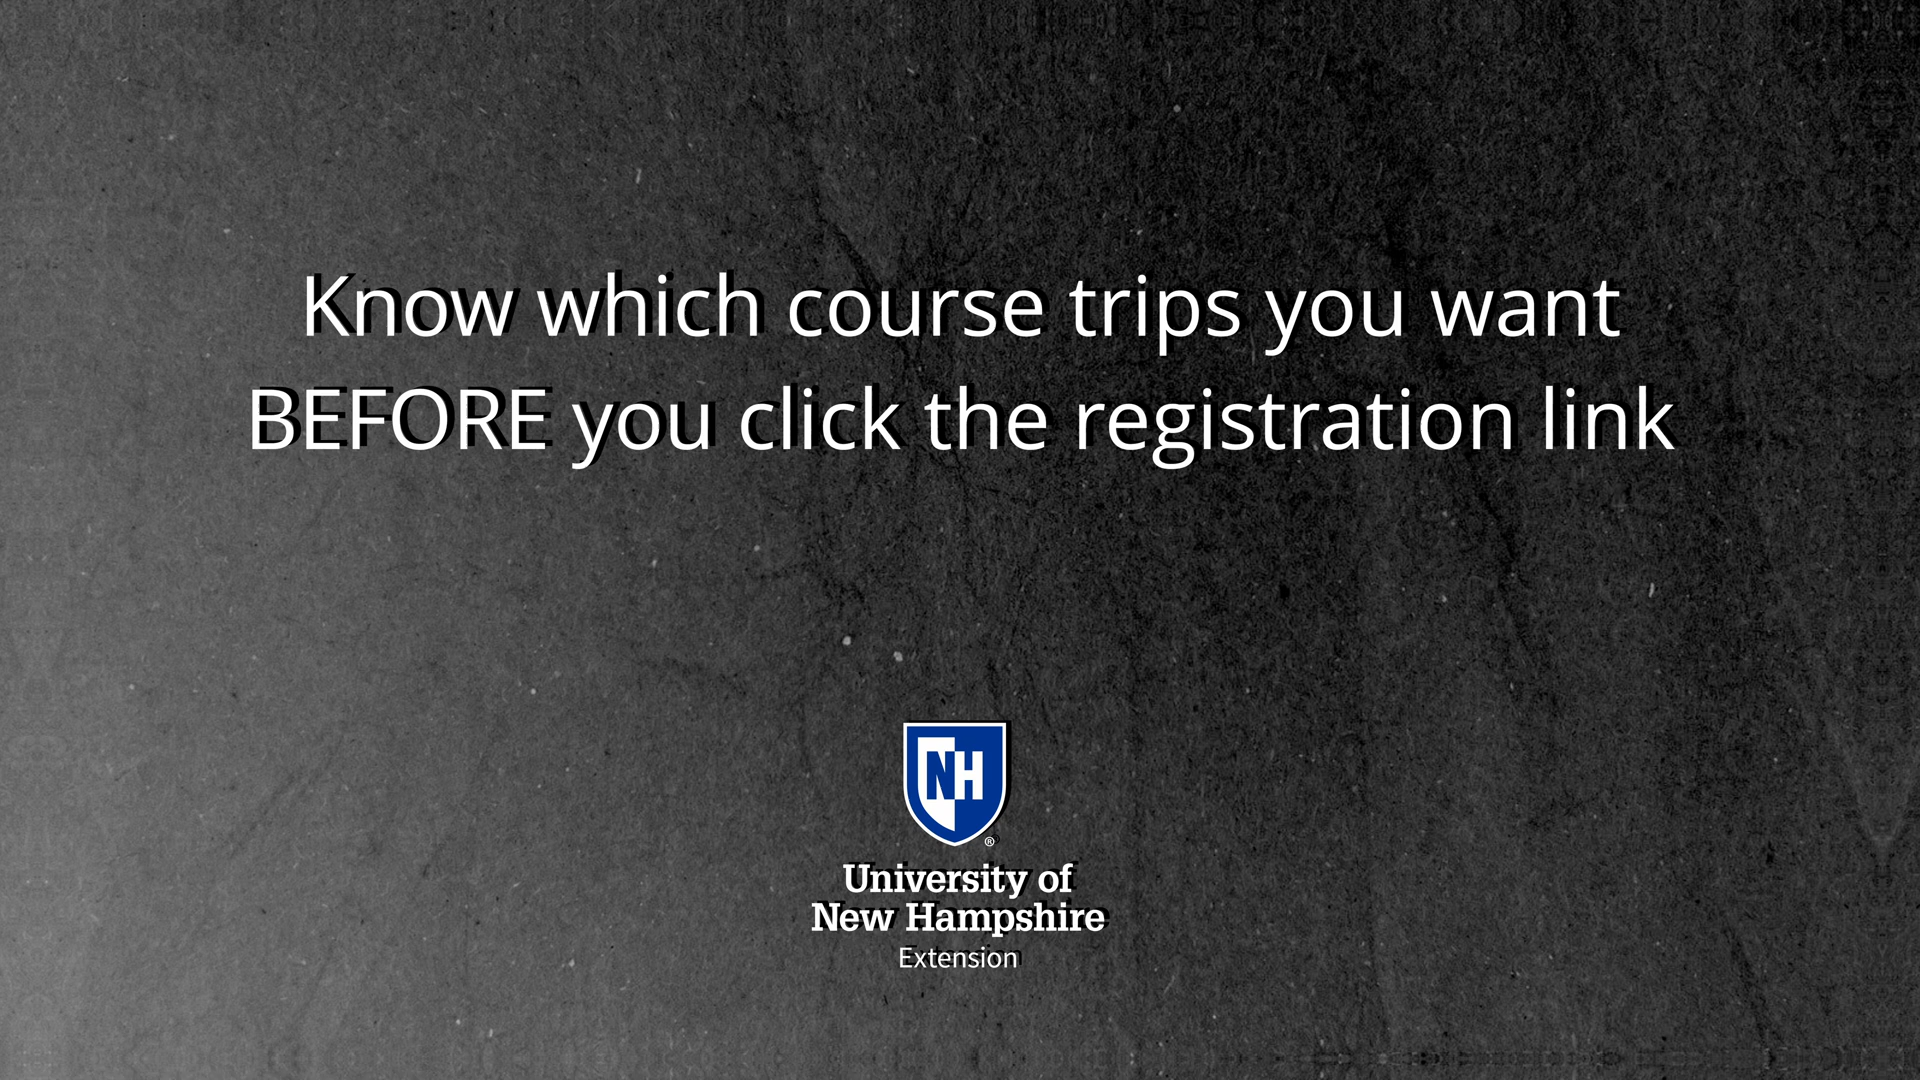 Know which course trips you want
BEFORE you click the registration link
NH
®
University of
New Hampshire
Extension